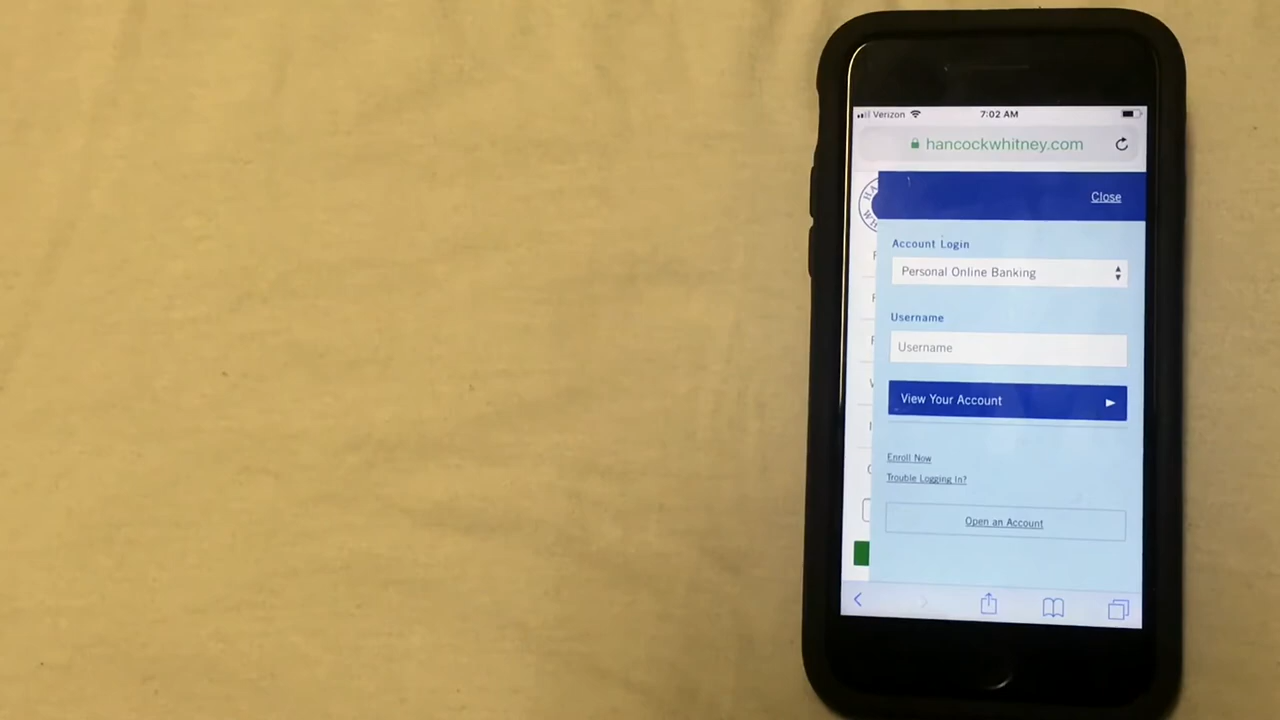 Verizon 7:02 AM
hancockwhitney.com
Close
Account Login
Personal Online Banking
Username
Username
View Your Account
Enroll Now
Trouble Logging In?
Open an Account